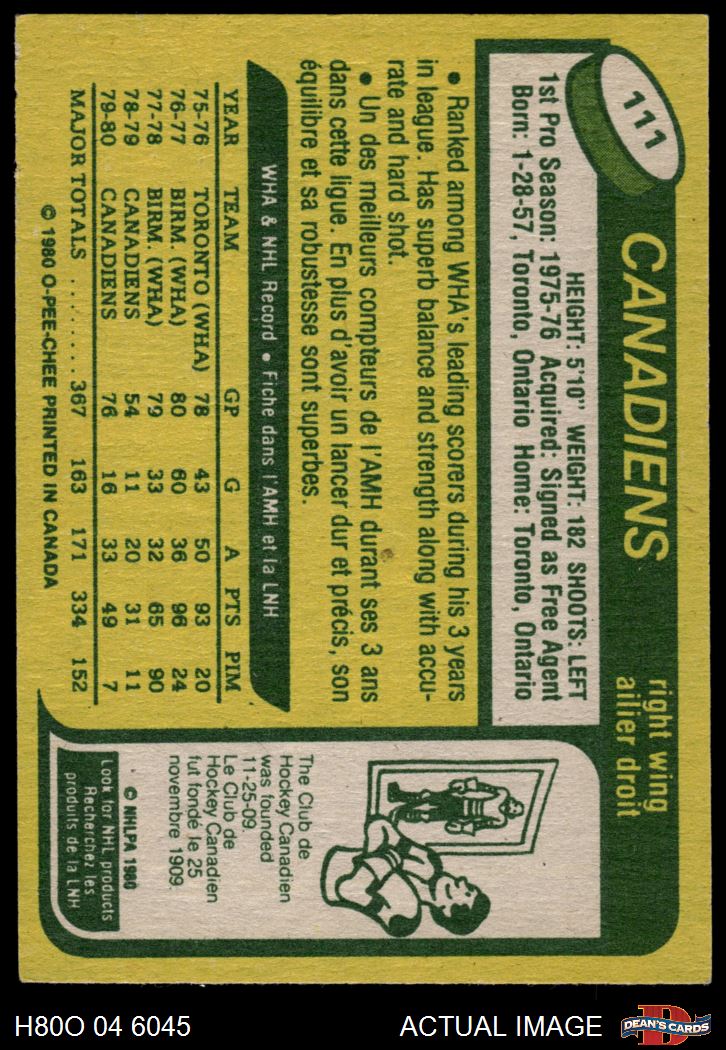 111
CANADIENS
right wing
ailier droit
HEIGHT: 5'10" WEIGHT: 182 SHOOTS: LEFT
1st Pro Season: 1975-76 Acquired: Signed as Free Agent
Born: 1-28-57, Toronto, Ontario Home: Toronto, Ontario
• Ranked among WHA's leading scorers during his 3 years
in league. Has superb balance and strength along with accu-
rate and hard shot.
• Un des meilleurs compteurs de l'AMH durant ses 3 ans
dans cette ligue. En plus d'avoir un lancer dur et précis, son
équilibre et sa robustesse sont superbes.
WHA & NHL Record • Fiche dans l'AMH et la LNH
YEAR TEAM GP G A PTS PIM
75-76 TORONTO (WHA) 78 43 50 93 20
76-77 BIRM. (WHA) 80 60 36 96 24
77-78 BIRM. (WHA) 79 33 32 65 90
78-79 CANADIENS 54 11 20 31 11
79-80 CANADIENS 76 16 33 49 7
MAJOR TOTALS ........ 367 163 171 334 152
© 1980 O-PEE-CHEE PRINTED IN CANADA
The Club de
Hockey Canadien
was founded
11-25-09.
Le Club de
Hockey Canadien
fut fondé le 25
novembre 1909.
© NHLPA 1980
Look for NHL products
Recherchez les
produits de la LNH
H80O 04 6045
ACTUAL IMAGE
D
DEAN'S CARDS